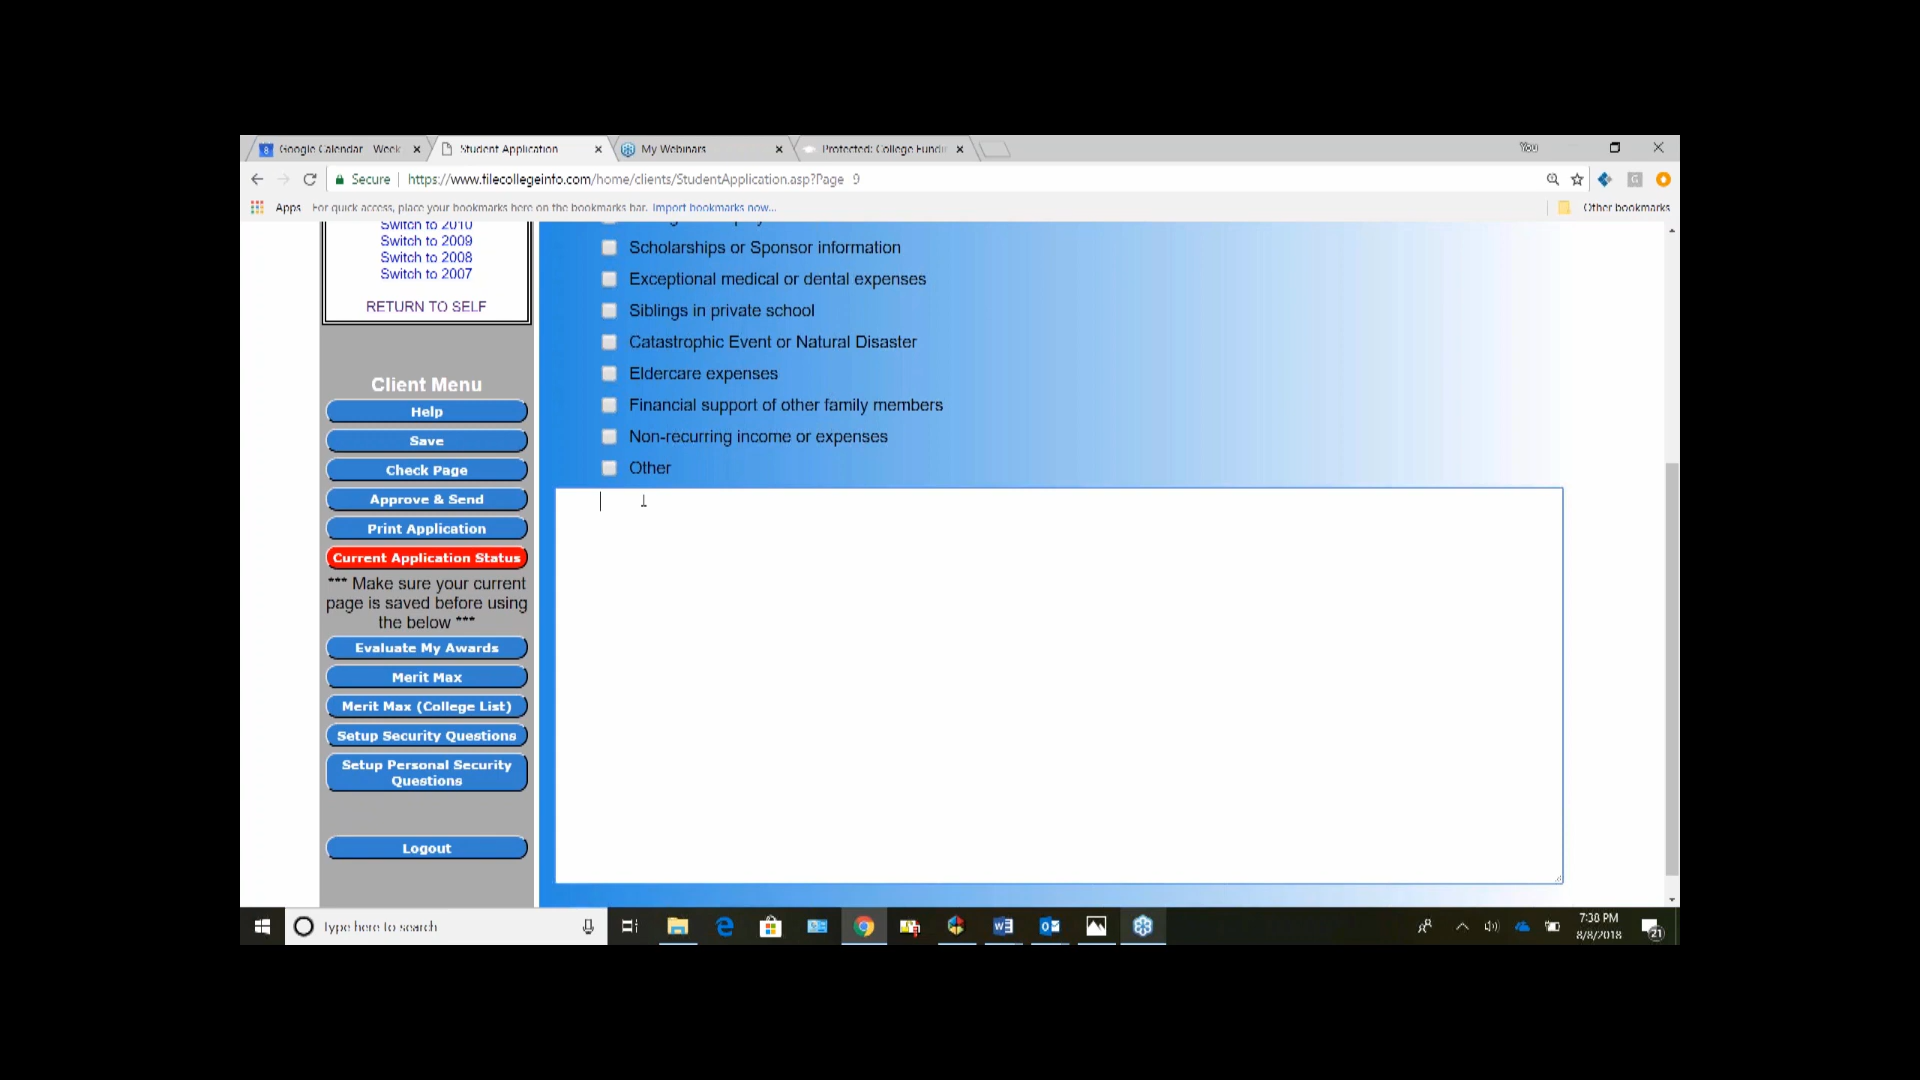 Google Calendar Week
Student Application
My Webinars
Protected: College Fundi
You
Secure
https://www.filecollegeinfo.com/home/clients/StudentApplication.asp?Page 9
Apps
For quick access, place your bookmarks here on the bookmarks bar. Import bookmarks now...
Other bookmarks
Switch to 2010
Switch to 2009
Switch to 2008
Switch to 2007
RETURN TO SELF
Client Menu
Help
Save
Check Page
Approve & Send
Print Application
Current Application Status
*** Make sure your current
page is saved before using
the below ***
Evaluate My Awards
Merit Max
Merit Max (College List)
Setup Security Questions
Setup Personal Security
Questions
Logout
Scholarships or Sponsor information
Exceptional medical or dental expenses
Siblings in private school
Catastrophic Event or Natural Disaster
Eldercare expenses
Financial support of other family members
Non-recurring income or expenses
Other
Type here to search
7:38 PM
8/8/2018
21